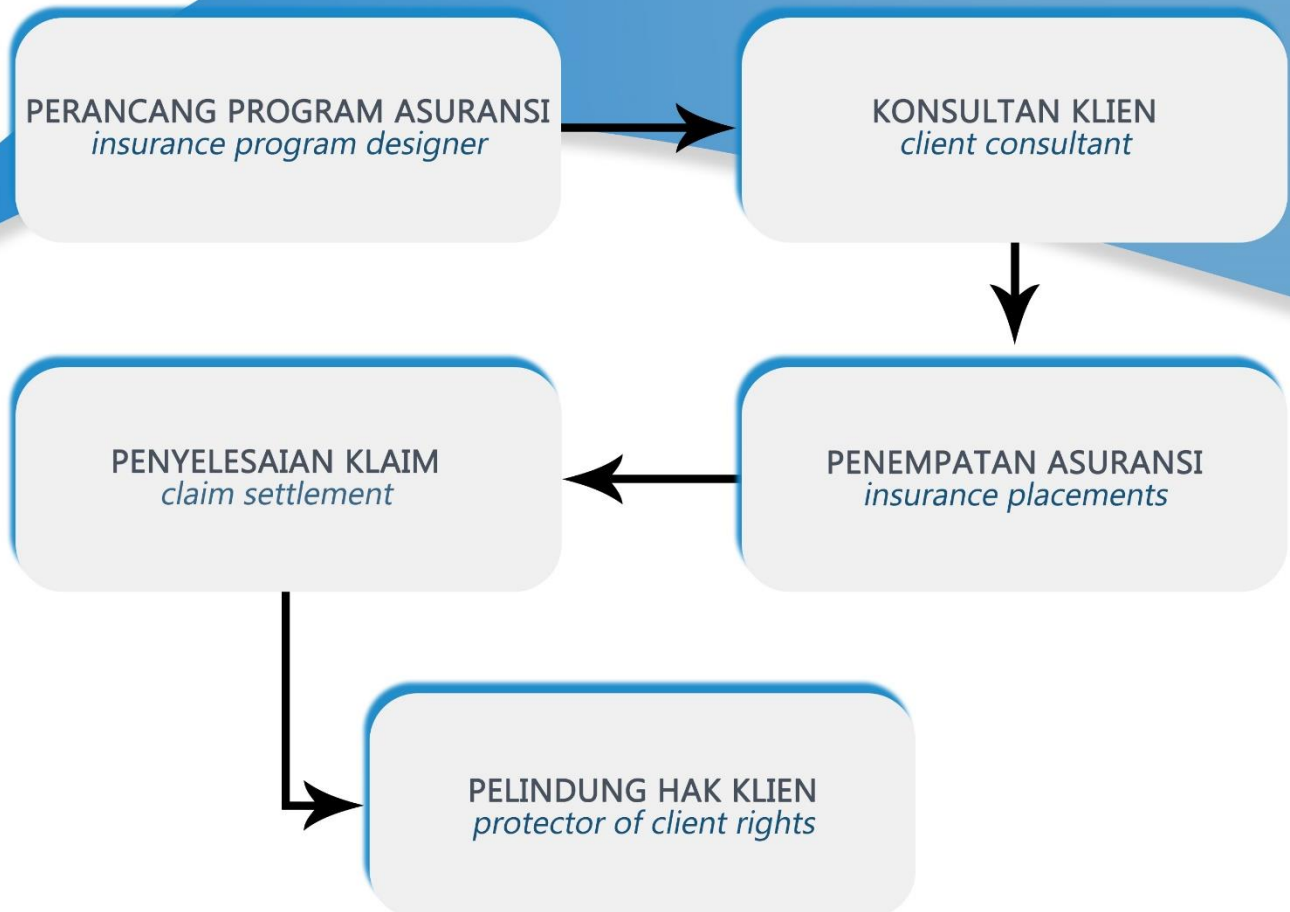 PERANCANG PROGRAM ASURANSI
insurance program designer
KONSULTAN KLIEN
client consultant
PENEMPATAN ASURANSI
insurance placements
PENYELESAIAN KLAIM
claim settlement
PELINDUNG HAK KLIEN
protector of client rights